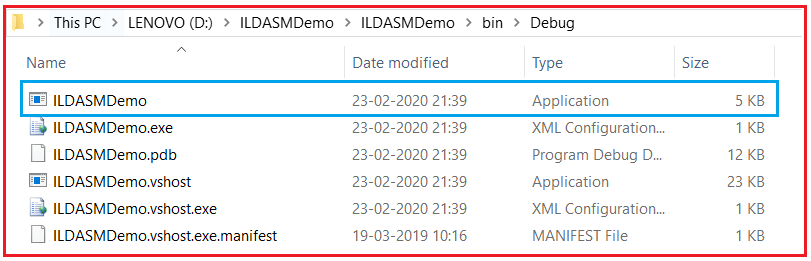 This PC > LENOVO (D:) > ILDASMDemo > ILDASMDemo > bin > Debug
Name Date modified Type Size
ILDASMDemo 23-02-2020 21:39 Application 5 KB
ILDASMDemo.exe 23-02-2020 21:39 XML Configuration... 1 KB
ILDASMDemo.pdb 23-02-2020 21:39 Program Debug D... 12 KB
ILDASMDemo.vshost 23-02-2020 21:39 Application 23 KB
ILDASMDemo.vshost.exe 23-02-2020 21:39 XML Configuration... 1 KB
ILDASMDemo.vshost.exe.manifest 19-03-2019 10:16 MANIFEST File 1 KB